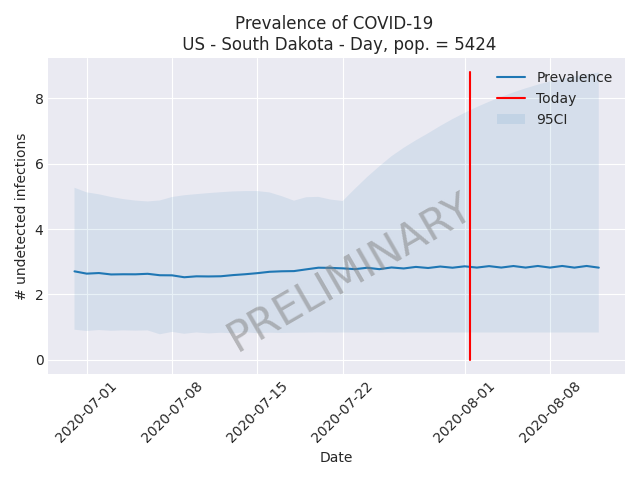 Prevalence of COVID-19
US - South Dakota - Day, pop. = 5424
Prevalence
Today
95CI
8
6
4
2
0
# undetected infections
PRELIMINARY
2020-07-01
2020-07-08
2020-07-15
2020-07-22
2020-08-01
2020-08-08
Date